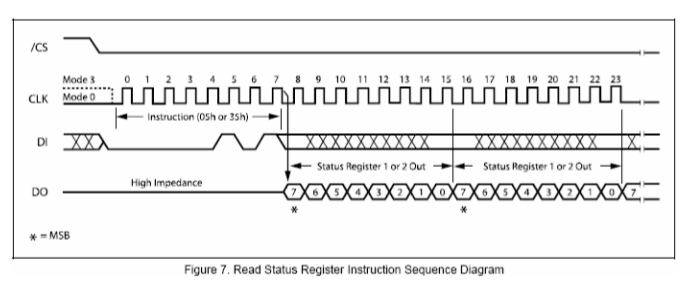 /CS
Mode 3 0 1 2 3 4 5 6 7 8 9 10 11 12 13 14 15 16 17 18 19 20 21 22 23
CLK Mode 0
Instruction (05h or 35h)
DI
Status Register 1 or 2 Out Status Register 1 or 2 Out
High Impedance
DO 7 6 5 4 3 2 1 0 7 6 5 4 3 2 1 0 7
* *
* = MSB
Figure 7. Read Status Register Instruction Sequence Diagram